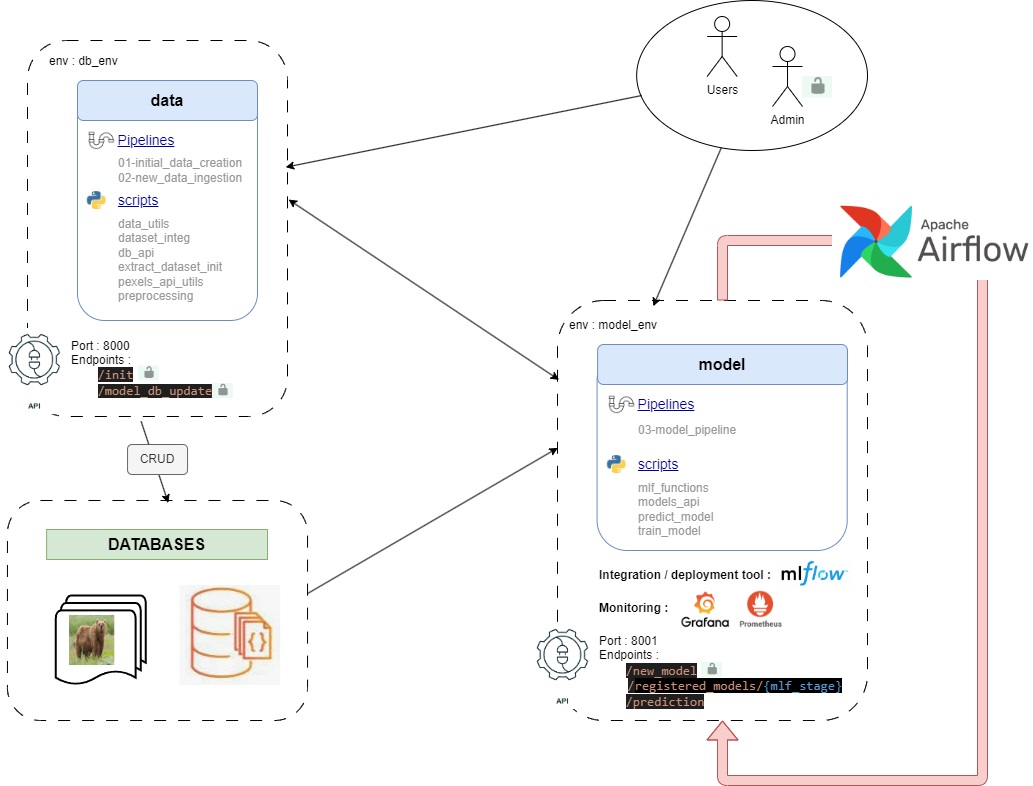 env : db_env
data
Pipelines
01-initial_data_creation
02-new_data_ingestion
scripts
data_utils
dataset_integ
db_api
extract_dataset_init
pexels_api_utils
preprocessing
Port : 8000
Endpoints :
/init
/model_db_update
API
CRUD
DATABASES
{}
Users
Admin
Apache
Airflow
env : model_env
model
Pipelines
03-model_pipeline
scripts
mlf_functions
models_api
predict_model
train_model
Integration / deployment tool : mlflow
Monitoring : Grafana Prometheus
Port : 8001
Endpoints :
/new_model
/registered_models/{mlf_stage}
/prediction
API